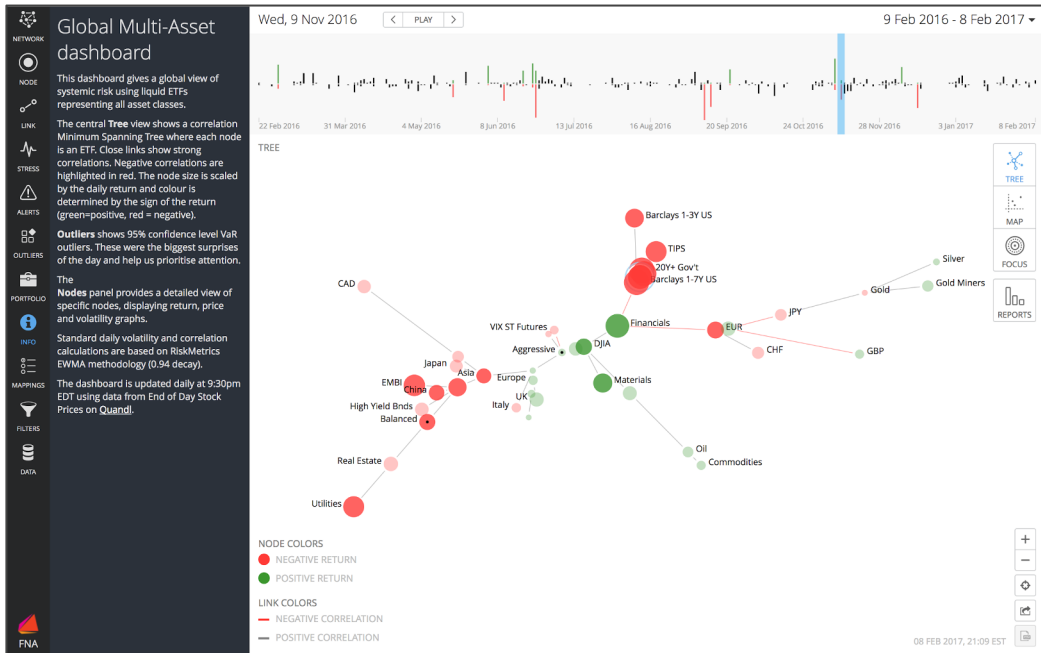 NETWORK
NODE
LINK
STRESS
ALERTS
OUTLIERS
PORTFOLIO
INFO
MAPPINGS
FILTERS
DATA
FNA
Global Multi-Asset
dashboard
This dashboard gives a global view of
systemic risk using liquid ETFs
representing all asset classes.
The central Tree view shows a correlation
Minimum Spanning Tree where each node
is an ETF. Close links show strong
correlations. Negative correlations are
highlighted in red. The node size is scaled
by the daily return and colour is
determined by the sign of the return
(green=positive, red = negative).
Outliers shows 95% confidence level VaR
outliers. These were the biggest surprises
of the day and help us prioritise attention.
The
Nodes panel provides a detailed view of
specific nodes, displaying return, price
and volatility graphs.
Standard daily volatility and correlation
calculations are based on RiskMetrics
EWMA methodology (0.94 decay).
The dashboard is updated daily at 9:30pm
EDT using data from End of Day Stock
Prices on Quandl.
Wed, 9 Nov 2016
PLAY
9 Feb 2016 - 8 Feb 2017
22 Feb 2016 31 Mar 2016 4 May 2016 8 Jun 2016 13 Jul 2016 16 Aug 2016 20 Sep 2016 24 Oct 2016 28 Nov 2016 3 Jan 2017 8 Feb 2017
TREE
TREE
MAP
FOCUS
REPORTS
Barclays 1-3Y US
TIPS
20Y+ Gov't
Barclays 1-7Y US
Silver
Gold Miners
Gold
CAD
JPY
VIX ST Futures
Financials
EUR
Aggressive
DJIA
CHF
GBP
Japan
Asia
Europe
EMBI
China
Materials
UK
High Yield Bnds
Italy
Balanced
Oil
Commodities
Real Estate
Utilities
NODE COLORS
NEGATIVE RETURN
POSITIVE RETURN
LINK COLORS
NEGATIVE CORRELATION
POSITIVE CORRELATION
08 FEB 2017, 21:09 EST